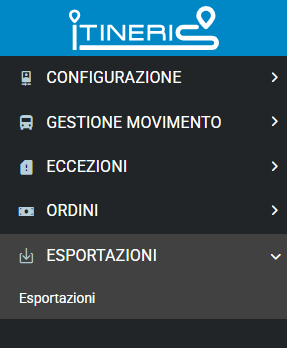 iTINERIS
CONFIGURAZIONE
GESTIONE MOVIMENTO
ECCEZIONI
ORDINI
ESPORTAZIONI
Esportazioni